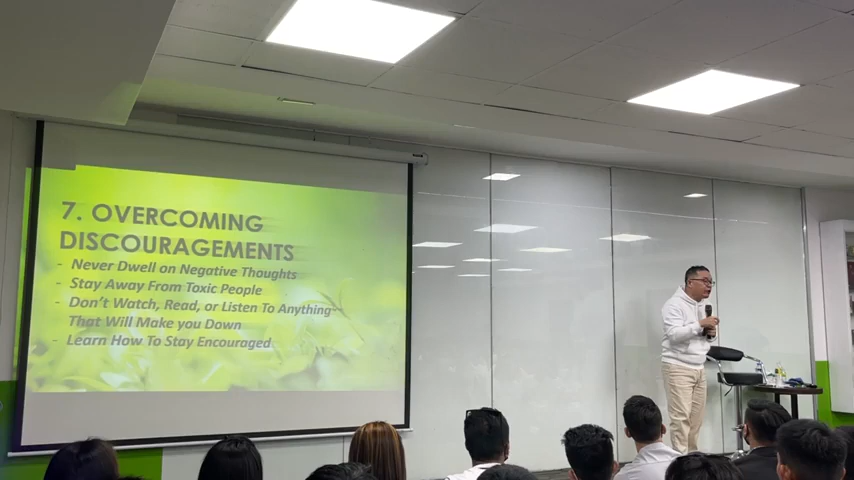 7. OVERCOMING
DISCOURAGEMENTS
- Never Dwell on Negative Thoughts
- Stay Away From Toxic People
- Don't Watch, Read, or Listen To Anything
That Will Make you Down
- Learn How To Stay Encouraged